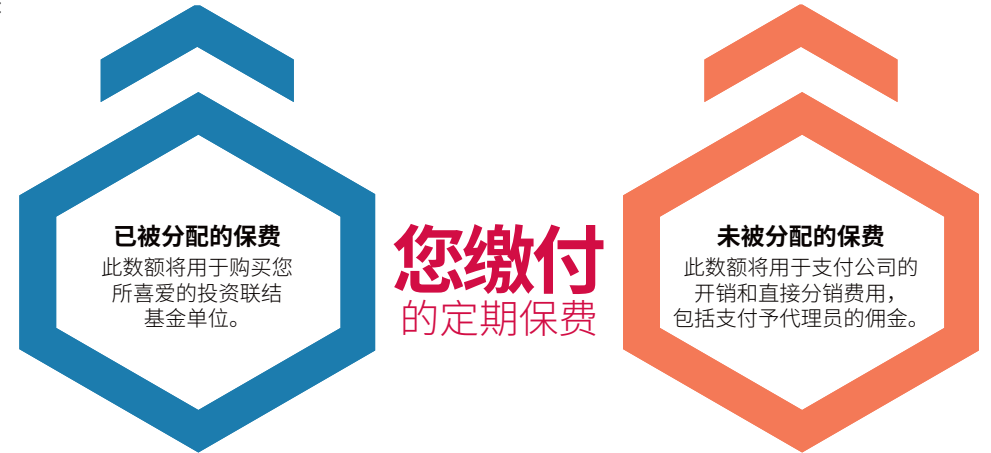 已被分配的保费
此数额将用于购买您
所喜爱的投资联结
基金单位。
您缴付
的定期保费
未被分配的保费
此数额将用于支付公司的
开销和直接分销费用，
包括支付予代理员的佣金。